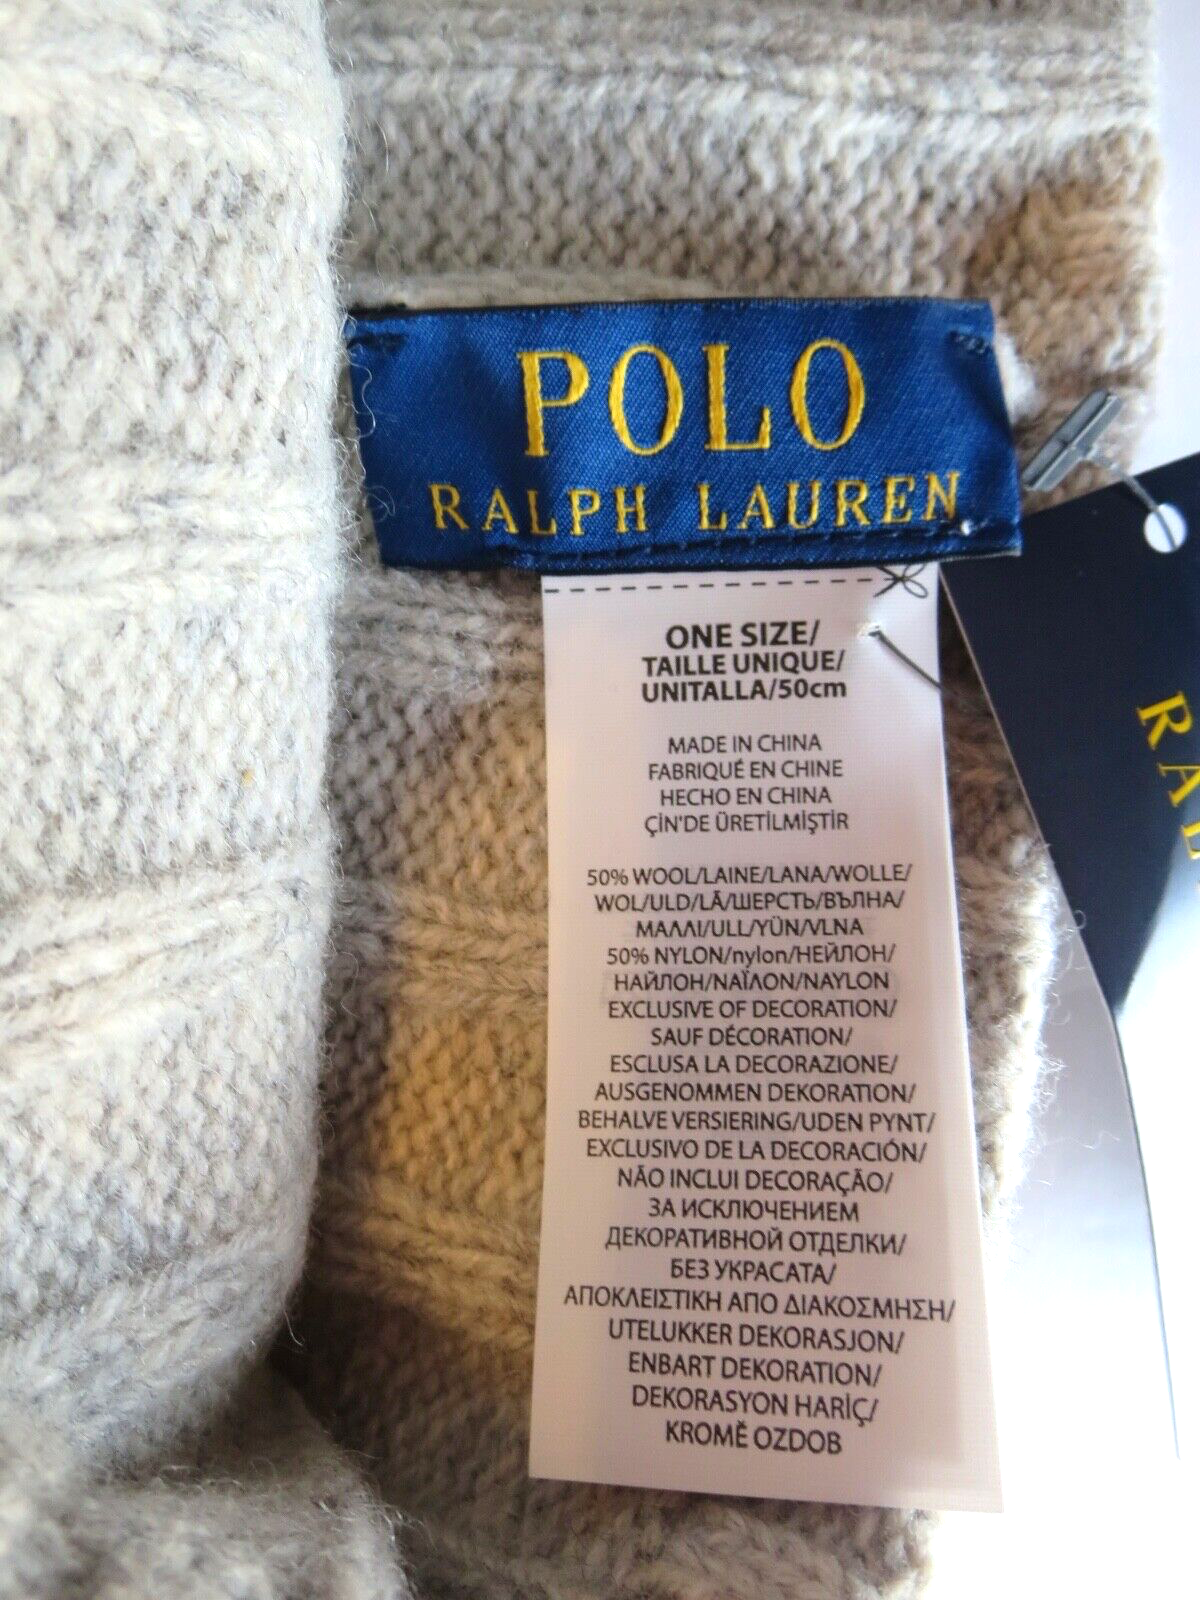 POLO
RALPH LAUREN
ONE SIZE/
TAILLE UNIQUE/
UNITALLA/50cm
MADE IN CHINA
FABRIQUÉ EN CHINE
HECHO EN CHINA
ÇİN'DE ÜRETİLMİŞTİR
50% WOOL/LAINE/LANA/WOLLE/
WOL/ULD/LÃ/ШЕРСТЬ/ВЪЛНА/
ΜΑΛΛΙ/ULL/YÜN/VLNA
50% NYLON/nylon/НЕЙЛОН/
НАЙЛОН/ΝΑΪΛΟΝ/NAYLON
EXCLUSIVE OF DECORATION/
SAUF DÉCORATION/
ESCLUSA LA DECORAZIONE/
AUSGENOMMEN DEKORATION/
BEHALVE VERSIERING/UDEN PYNT/
EXCLUSIVO DE LA DECORACIÓN/
NÃO INCLUI DECORAÇÃO/
ЗА ИСКЛЮЧЕНИЕМ
ДЕКОРАТИВНОЙ ОТДЕЛКИ/
БЕЗ УКРАСАТА/
ΑΠΟΚΛΕΙΣΤΙΚΗ ΑΠΟ ΔΙΑΚΟΣΜΗΣΗ/
UTELUKKER DEKORASJON/
ENBART DEKORATION/
DEKORASYON HARİÇ/
KROMĚ OZDOB
RAL